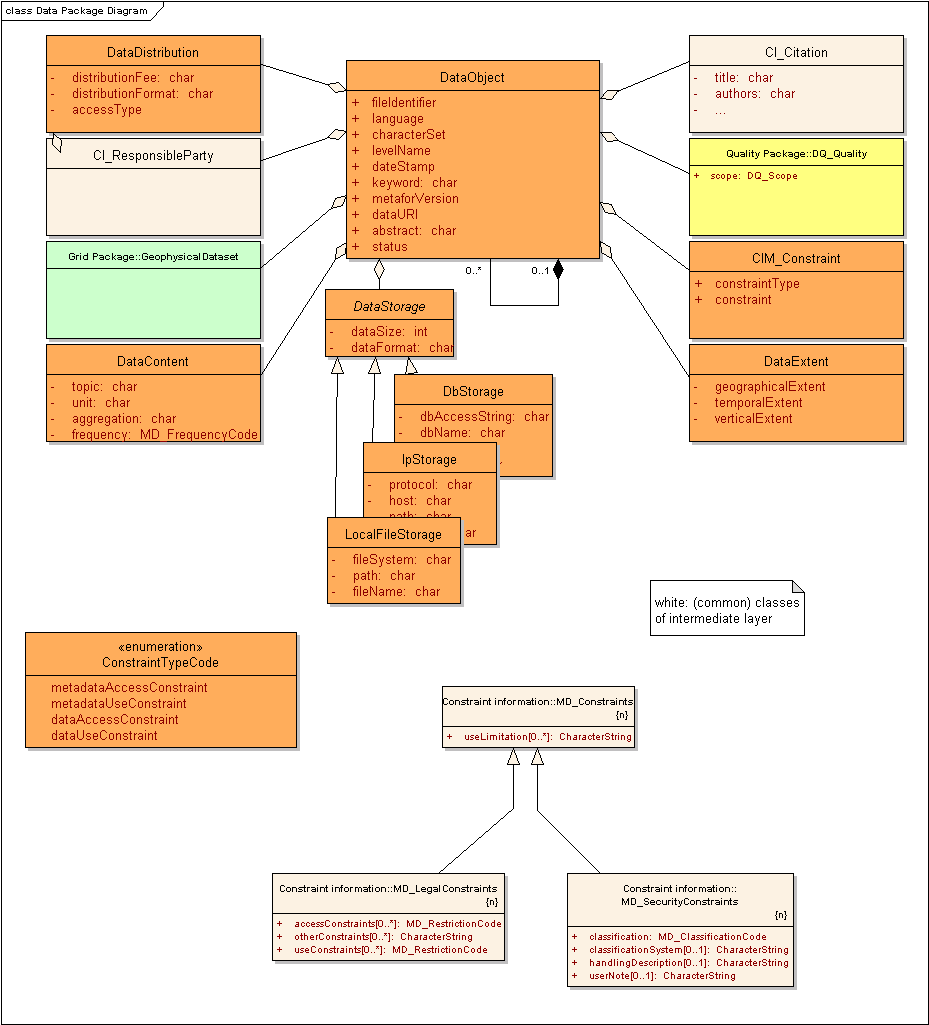 class Data Package Diagram
DataDistribution
- distributionFee: char
- distributionFormat: char
- accessType
CI_ResponsibleParty
Grid Package::GeophysicalDataset
DataContent
- topic: char
- unit: char
- aggregation: char
- frequency: MD_FrequencyCode
DataObject
+ fileIdentifier
+ language
+ characterSet
+ levelName
+ dateStamp
+ keyword: char
+ metaforVersion
+ dataURI
+ abstract: char
+ status
0..*
0..1
CI_Citation
- title: char
- authors: char
- ...
Quality Package::DQ_Quality
+ scope: DQ_Scope
CIM_Constraint
+ constraintType
+ constraint
DataExtent
- geographicalExtent
- temporalExtent
- verticalExtent
DataStorage
- dataSize: int
- dataFormat: char
DbStorage
- dbAccessString: char
- dbName: char
IpStorage
- protocol: char
- host: char
path: char
ar
LocalFileStorage
- fileSystem: char
- path: char
- fileName: char
white: (common) classes
of intermediate layer
«enumeration»
ConstraintTypeCode
metadataAccessConstraint
metadataUseConstraint
dataAccessConstraint
dataUseConstraint
Constraint information::MD_Constraints
{n}
+ useLimitation[0..*]: CharacterString
Constraint information::MD_LegalConstraints
{n}
+ accessConstraints[0..*]: MD_RestrictionCode
+ otherConstraints[0..*]: CharacterString
+ useConstraints[0..*]: MD_RestrictionCode
Constraint information::
MD_SecurityConstraints
{n}
+ classification: MD_ClassificationCode
+ classificationSystem[0..1]: CharacterString
+ handlingDescription[0..1]: CharacterString
+ userNote[0..1]: CharacterString